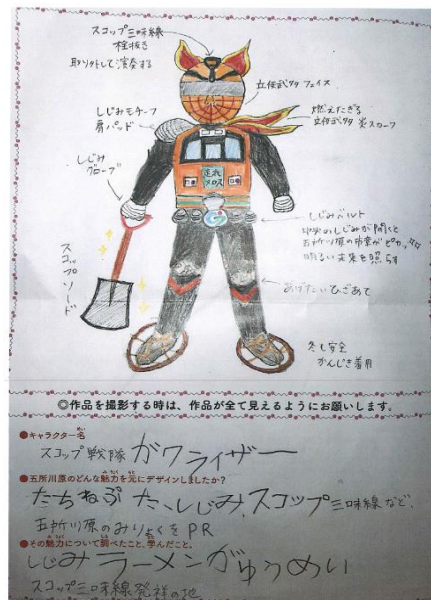 スコップ三味線
栓抜き
取り外して演奏する
立佞武多フェイス
燃えたぎる
立佞武多 炎スカーフ
しじみモチーフ
肩パッド
しじみ
グローブ
走れ
メロス
しじみベルト
中央のしじみが開くと
五所川原の市章がピカッ
明るい未来を照らす
スコップソード
あげたいひざあて
冬も安全
かんじき着用
◎作品を撮影する時は、作品が全て見えるようにお願いします。
●キャラクター名
スコップ戦隊 ガワライザー
●五所川原のどんな魅力を元にデザインしましたか?
たちねぷた、しじみ、スコップ三味線など、
五所川原のみりょくをPR
●その魅力について調べたこと、学んだこと。
しじみラーメンがゆうめい
スコップ三味線発祥の地